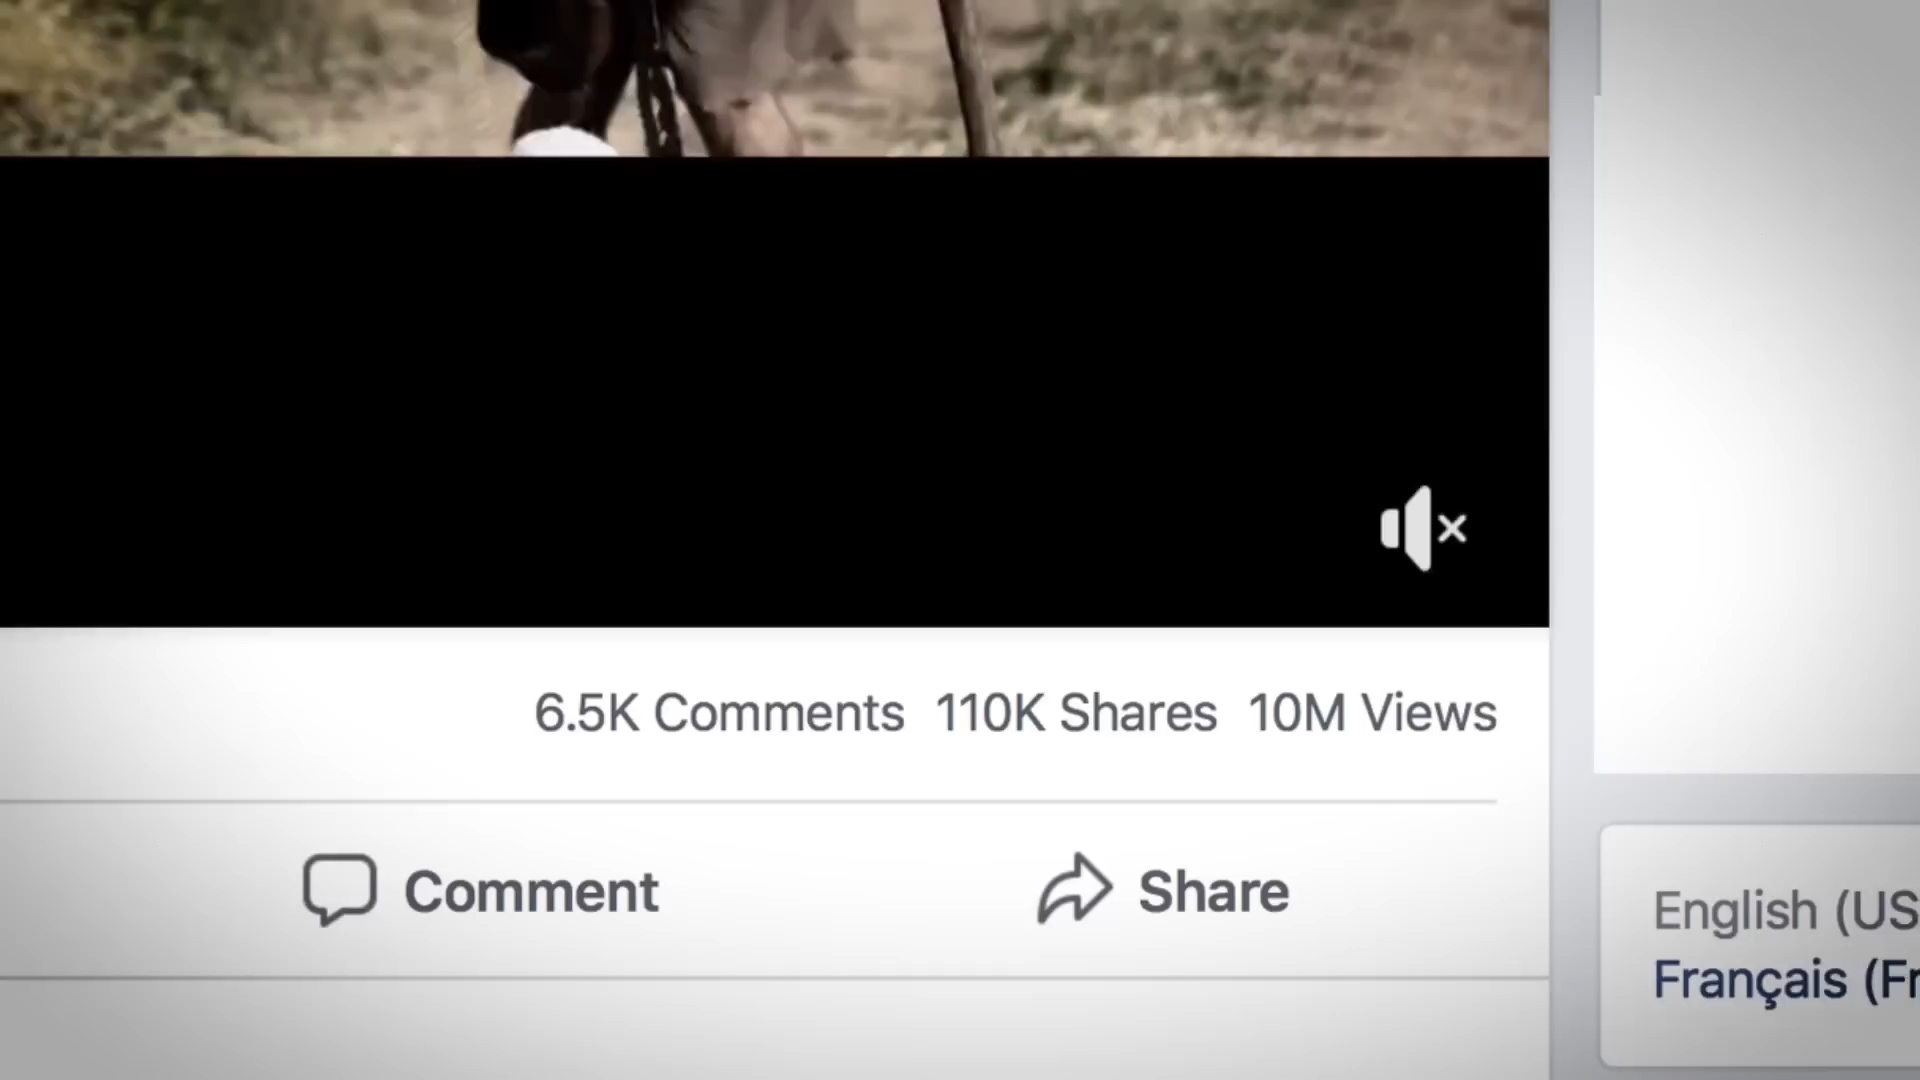 6.5K Comments 110K Shares 10M Views
Comment
Share
English (US
Français (Fr